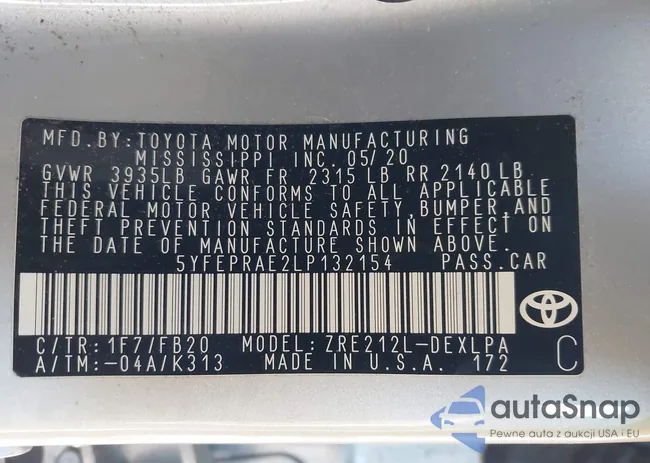 MFD. BY: TOYOTA MOTOR MANUFACTURING
MISSISSIPPI INC. 05/20
GVWR 3935LB GAWR FR 2315 LB RR 2140 LB
THIS VEHICLE CONFORMS TO ALL APPLICABLE
FEDERAL MOTOR VEHICLE SAFETY, BUMPER, AND
THEFT PREVENTION STANDARDS IN EFFECT ON
THE DATE OF MANUFACTURE SHOWN ABOVE.
5YFEPRAE2LP132154 PASS. CAR
C/TR: 1F7/FB20 MODEL: ZRE212L-DEXLPA
A/TM: -04A/K313 MADE IN U.S.A. 172 C
autaSnap
Pewne auta z aukcji USA • EU